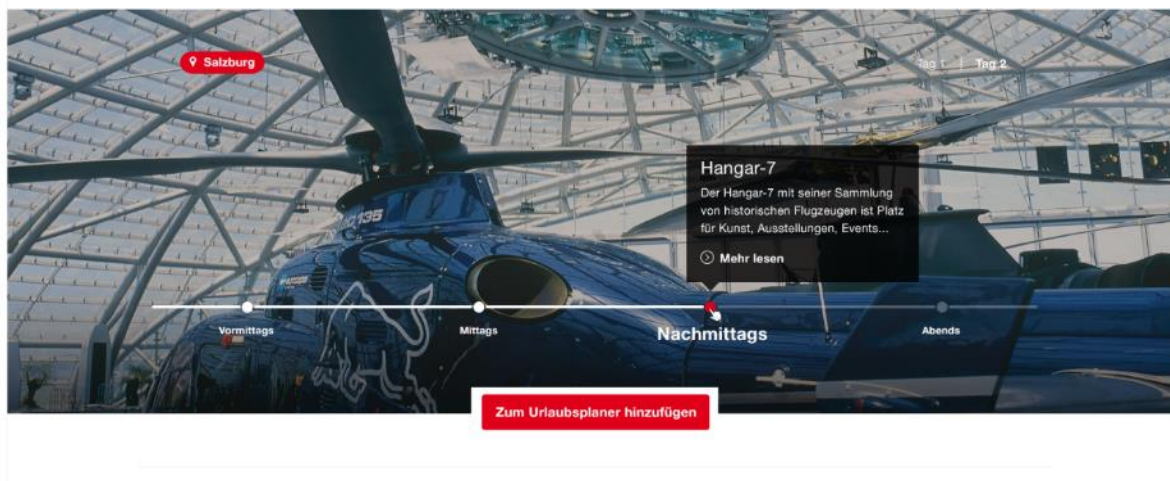 Salzburg
Tag 1 | Tag 2
135
Hangar-7
Der Hangar-7 mit seiner Sammlung
von historischen Flugzeugen ist Platz
für Kunst, Ausstellungen, Events...
Mehr lesen
Vormittags
Mittags
Nachmittags
Abends
Zum Urlaubsplaner hinzufügen